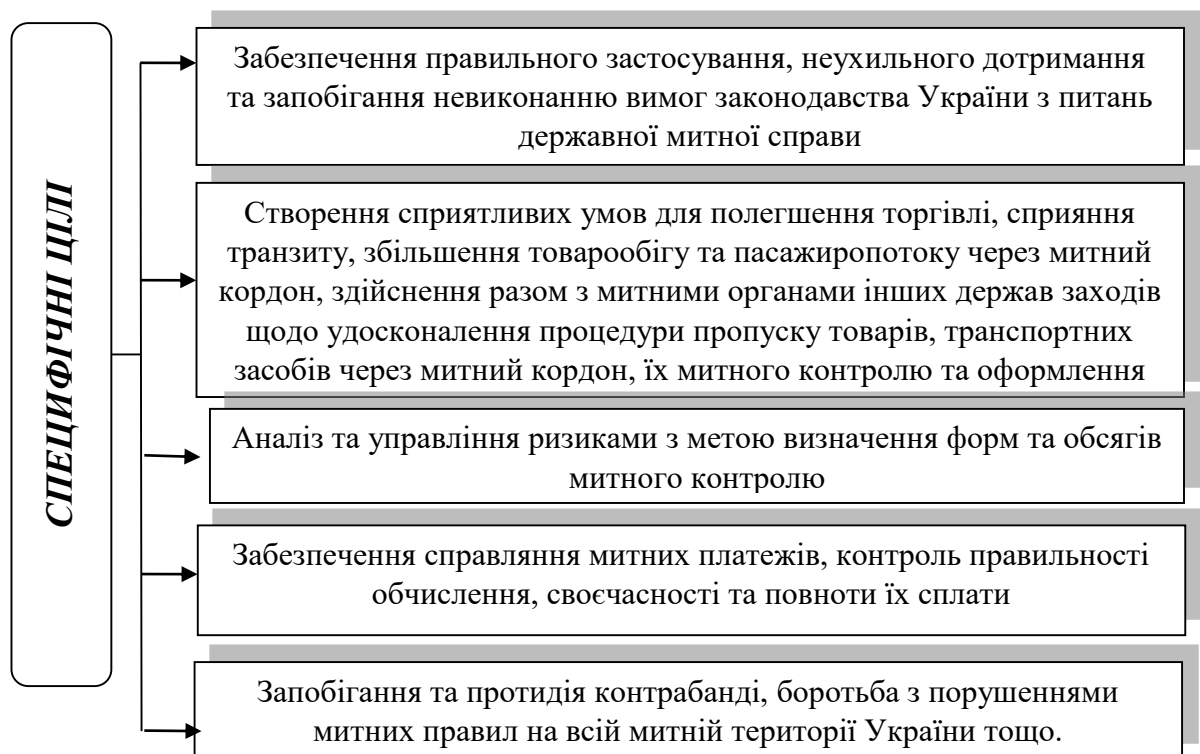 СПЕЦИФІЧНІ ЦІЛІ
Забезпечення правильного застосування, неухильного дотримання
та запобігання невиконанню вимог законодавства України з питань
державної митної справи
Створення сприятливих умов для полегшення торгівлі, сприяння
транзиту, збільшення товарообігу та пасажиропотоку через митний
кордон, здійснення разом з митними органами інших держав заходів
щодо удосконалення процедури пропуску товарів, транспортних
засобів через митний кордон, їх митного контролю та оформлення
Аналіз та управління ризиками з метою визначення форм та обсягів
митного контролю
Забезпечення справляння митних платежів, контроль правильності
обчислення, своєчасності та повноти їх сплати
Запобігання та протидія контрабанді, боротьба з порушеннями
митних правил на всій митній території України тощо.